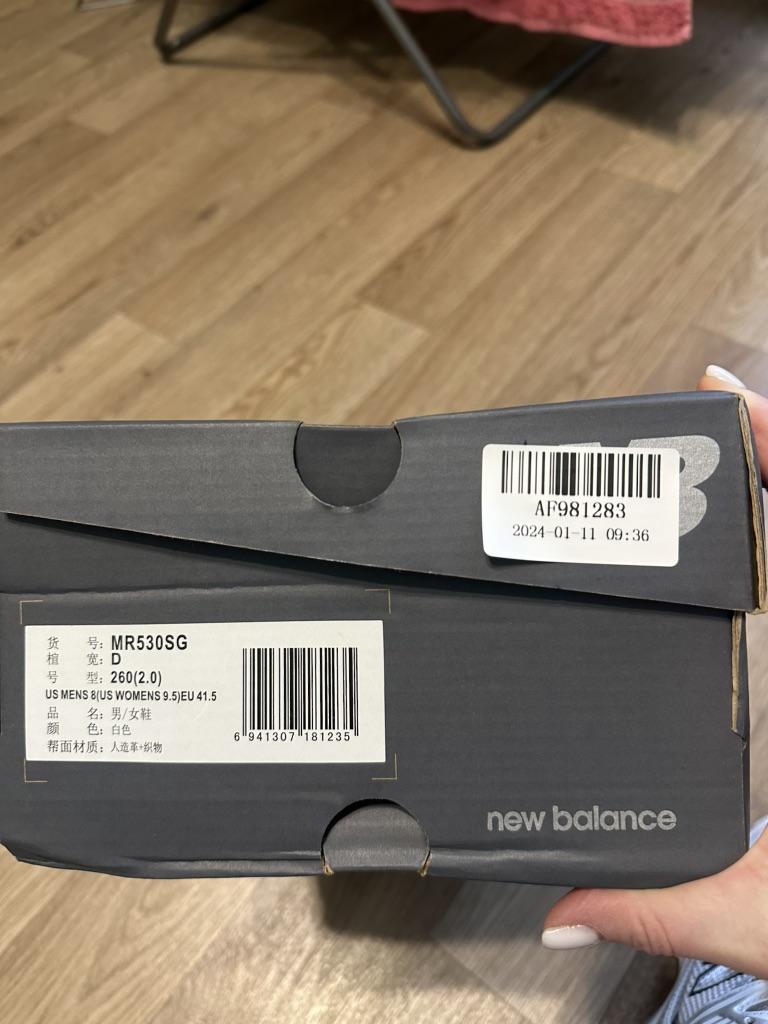 AF981283
2024-01-11 09:36
货 号: MR530SG
楦 宽: D
号 型: 260(2.0)
US MENS 8(US WOMENS 9.5)EU 41.5
品 名: 男/女鞋
颜 色: 白色
帮面材质: 人造革+织物
6 941307 181235
new balance